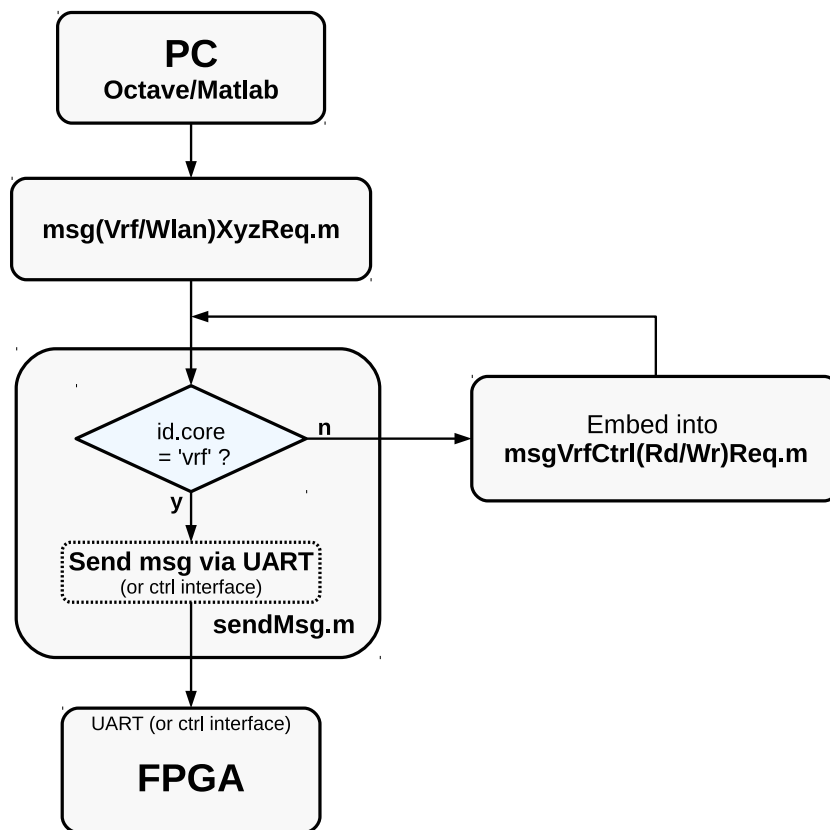 PC
Octave/Matlab
msg(Vrf/Wlan)XyzReq.m
id.core
= 'vrf' ?
n
Embed into
msgVrfCtrl(Rd/Wr)Req.m
y
Send msg via UART
(or ctrl interface)
sendMsg.m
UART (or ctrl interface)
FPGA